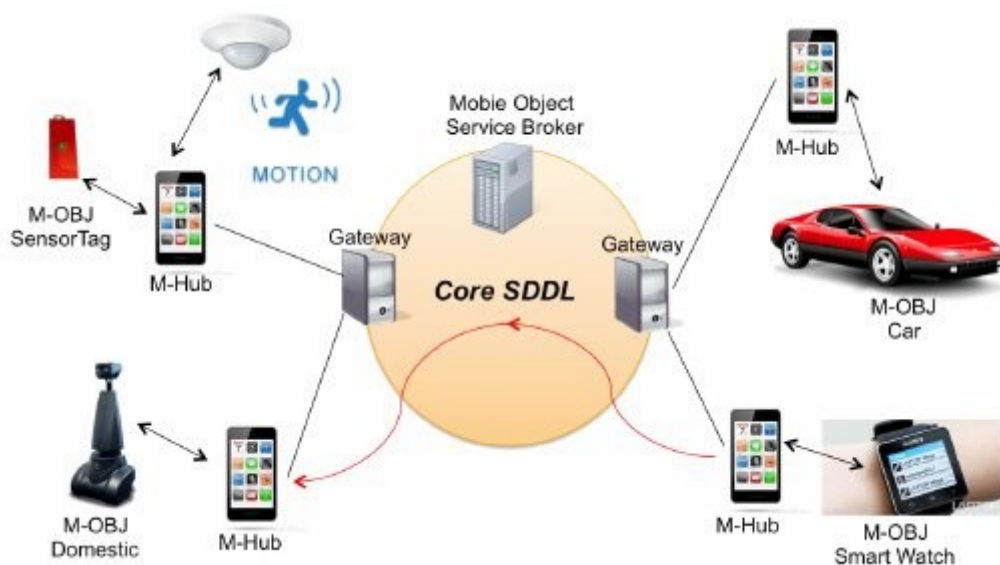 Mobie Object
Service Broker
M-Hub
MOTION
M-OBJ
SensorTag
M-Hub
Gateway
Gateway
Core SDDL
M-OBJ
Car
M-OBJ
Domestic
M-Hub
M-Hub
M-OBJ
Smart Watch